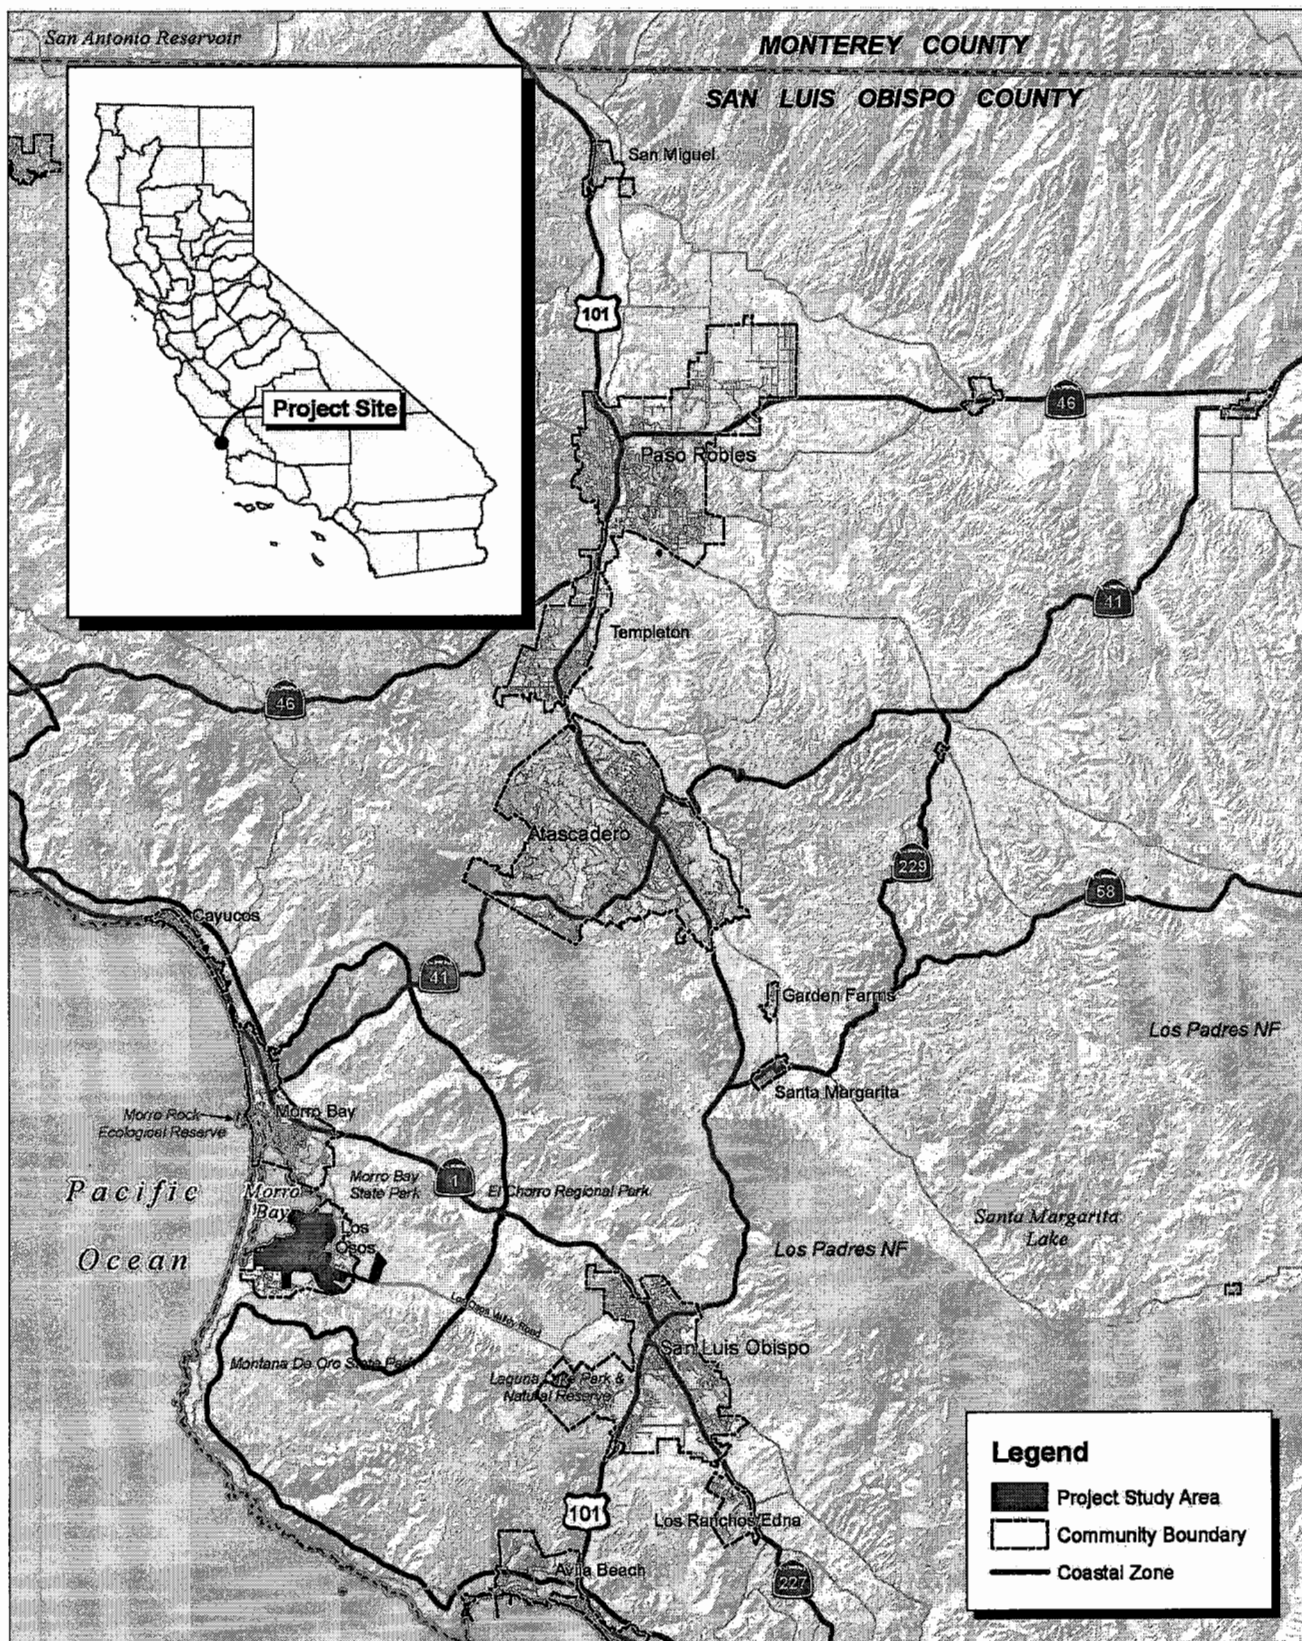 San Antonio Reservoir
MONTEREY COUNTY
SAN LUIS OBISPO COUNTY
San Miguel
101
Project Site
46
Paso Robles
41
Templeton
46
Atascadero
229
58
Cayucos
41
Garden Farms
Los Padres NF
Santa Margarita
Morro Rock
Ecological Reserve
Morro Bay
Pacific
Ocean
Morro
Bay
Morro Bay
State Park
1
El Chorro Regional Park
Los
Osos
Santa Margarita
Lake
Los Padres NF
Los Osos Valley Road
San Luis Obispo
Montana De Oro State Park
Laguna Lake Park &
Natural Reserve
Legend
Project Study Area
Community Boundary
Coastal Zone
101
Los Ranchos/Edna
Avila Beach
227